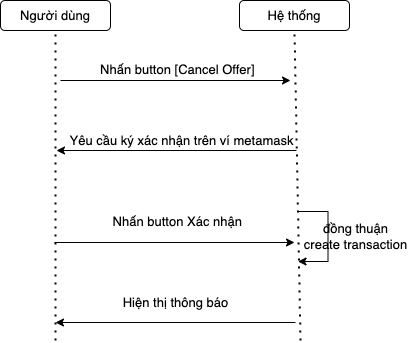 Người dùng
Hệ thống
Nhấn button [Cancel Offer]
Yêu cầu ký xác nhận trên ví metamask
Nhấn button Xác nhận
đồng thuận
create transaction
Hiện thị thông báo